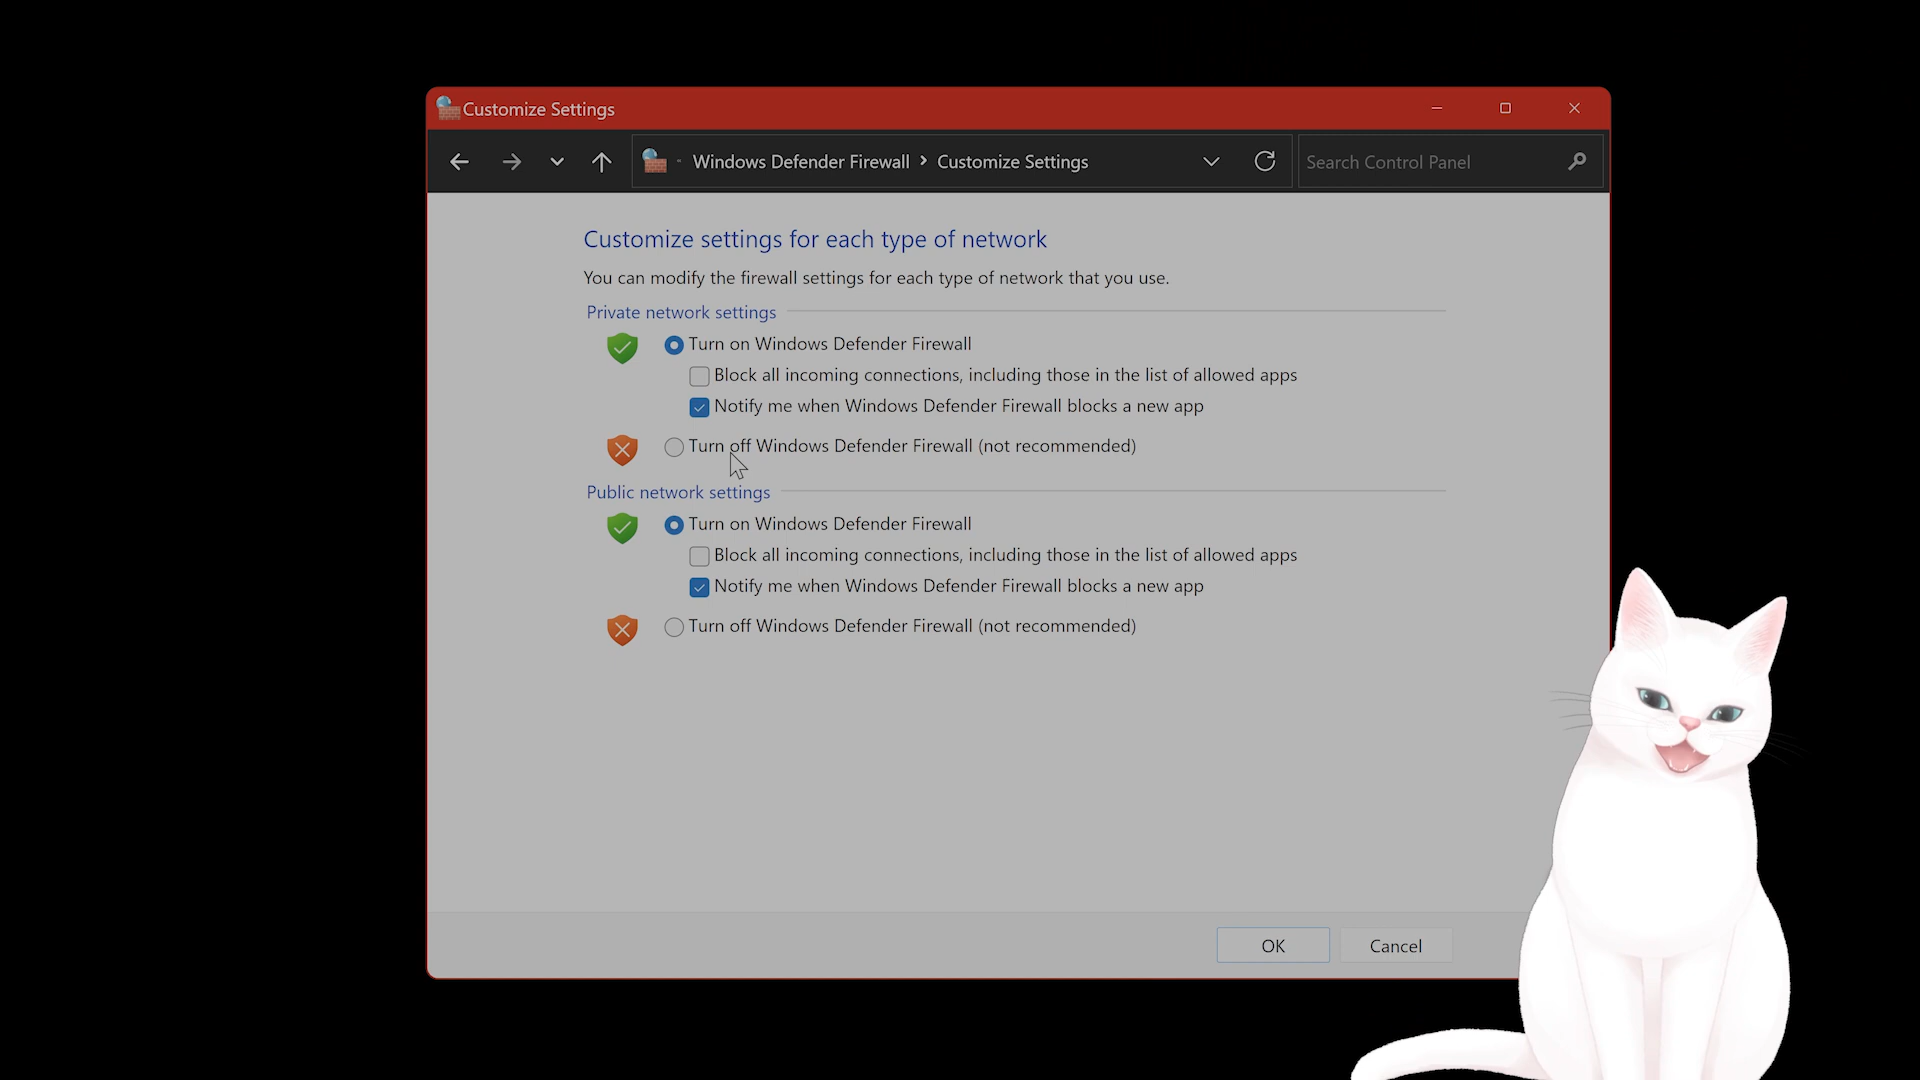 Customize Settings
Windows Defender Firewall > Customize Settings
Search Control Panel
Customize settings for each type of network
You can modify the firewall settings for each type of network that you use.
Private network settings
Turn on Windows Defender Firewall
Block all incoming connections, including those in the list of allowed apps
Notify me when Windows Defender Firewall blocks a new app
Turn off Windows Defender Firewall (not recommended)
Public network settings
Turn on Windows Defender Firewall
Block all incoming connections, including those in the list of allowed apps
Notify me when Windows Defender Firewall blocks a new app
Turn off Windows Defender Firewall (not recommended)
OK
Cancel